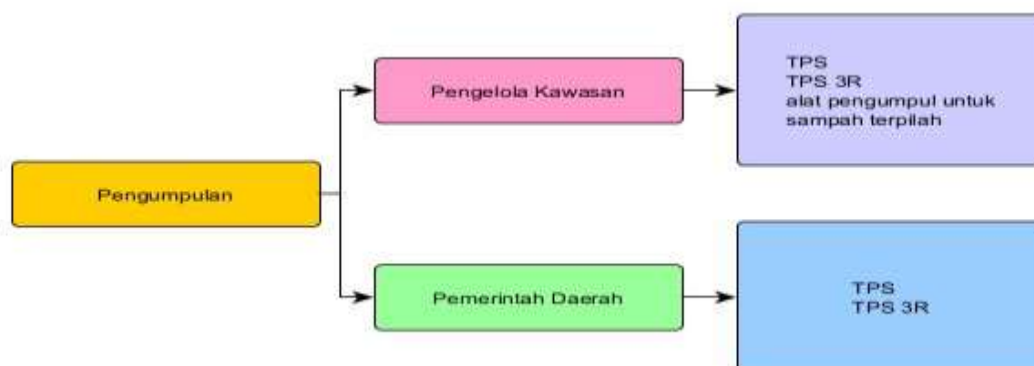 Pengumpulan
Pengelola Kawasan
TPS
TPS 3R
alat pengumpul untuk
sampah terpilah
Pemerintah Daerah
TPS
TPS 3R